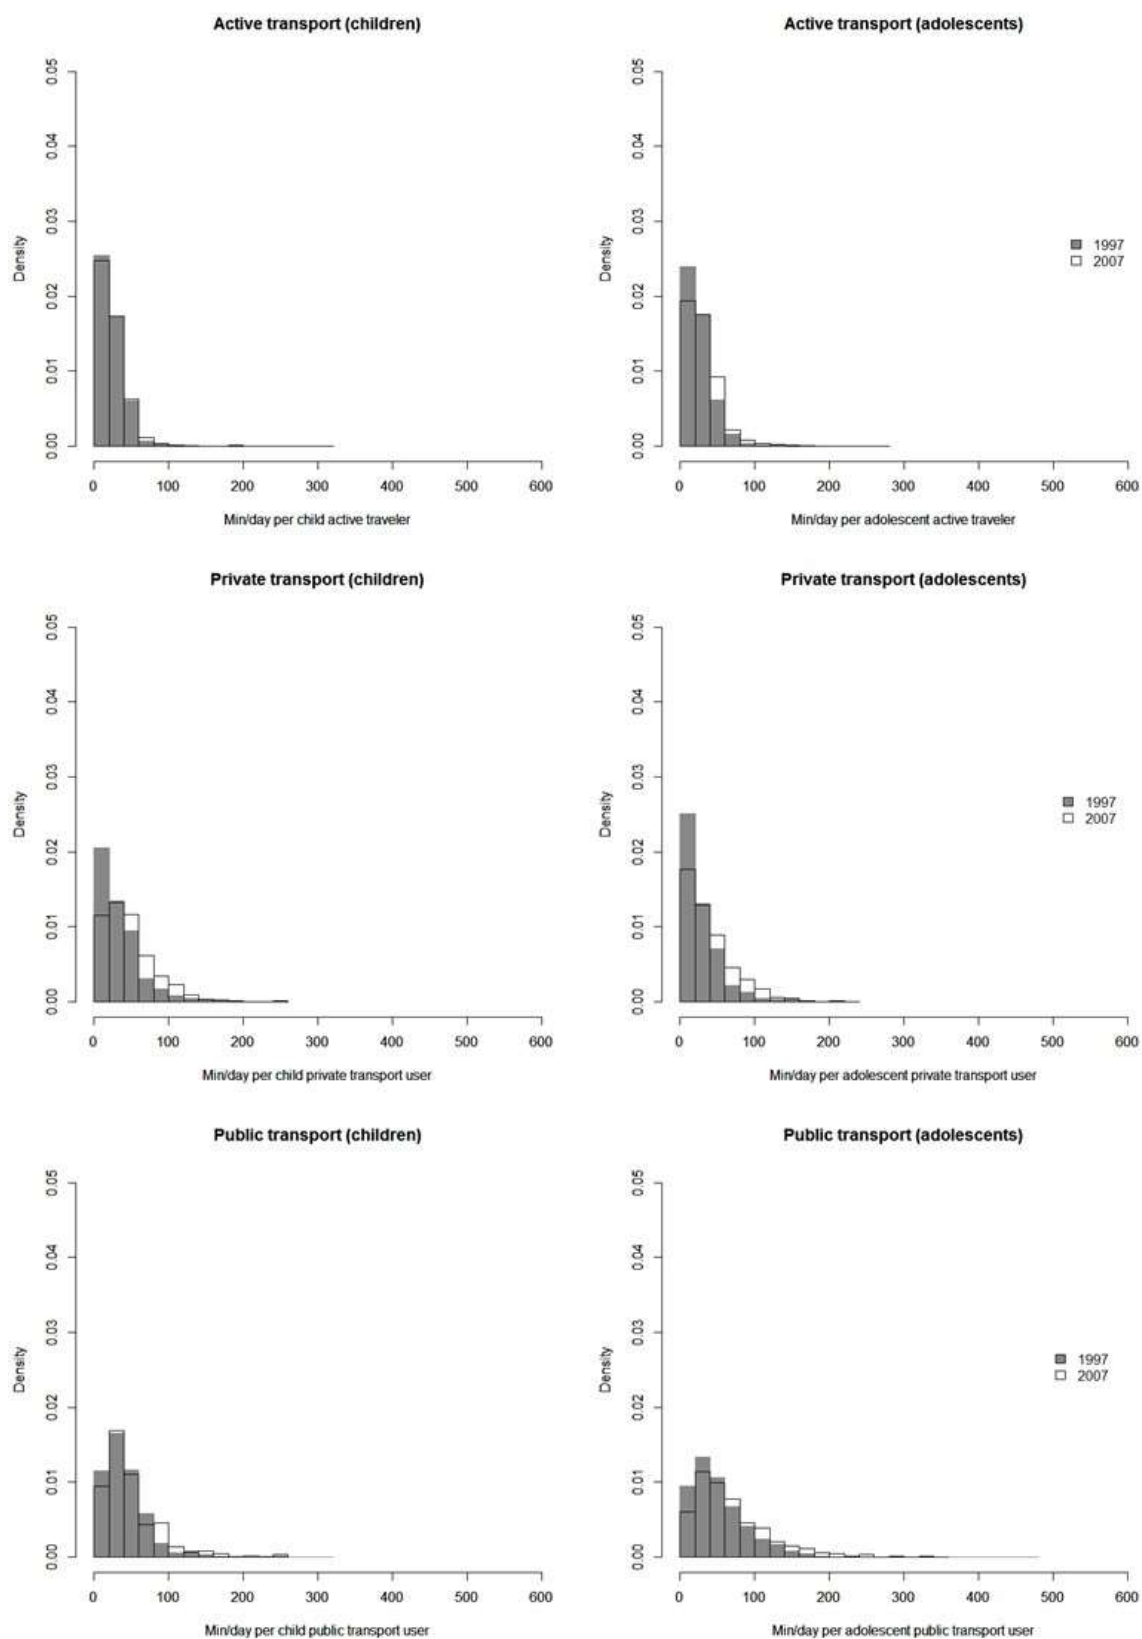 Active transport (children)
Density
0.00 0.01 0.02 0.03 0.04 0.05
0 100 200 300 400 500 600
Min/day per child active traveler
Active transport (adolescents)
Density
0.00 0.01 0.02 0.03 0.04 0.05
1997
2007
0 100 200 300 400 500 600
Min/day per adolescent active traveler
Private transport (children)
Density
0.00 0.01 0.02 0.03 0.04 0.05
0 100 200 300 400 500 600
Min/day per child private transport user
Private transport (adolescents)
Density
0.00 0.01 0.02 0.03 0.04 0.05
1997
2007
0 100 200 300 400 500 600
Min/day per adolescent private transport user
Public transport (children)
Density
0.00 0.01 0.02 0.03 0.04 0.05
0 100 200 300 400 500 600
Min/day per child public transport user
Public transport (adolescents)
Density
0.00 0.01 0.02 0.03 0.04 0.05
1997
2007
0 100 200 300 400 500 600
Min/day per adolescent public transport user